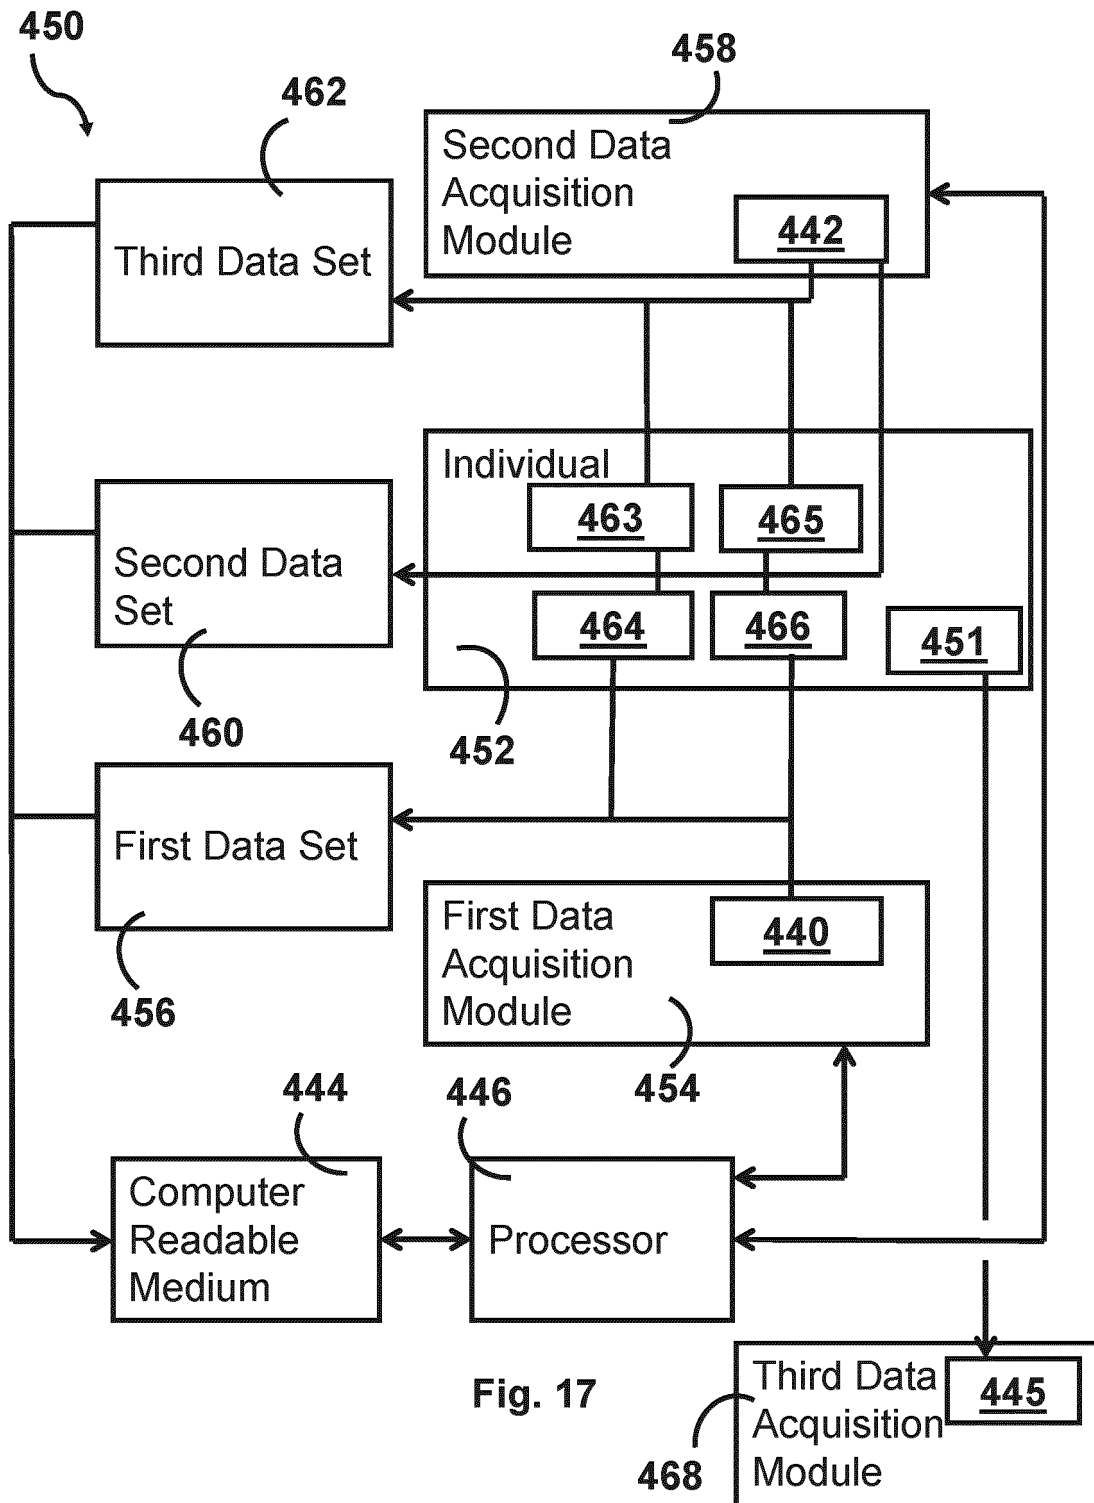 450
458
462
Second Data
Acquisition
Module
442
Third Data Set
Individual
463
465
Second Data
Set
464
466
451
460
452
First Data Set
First Data
Acquisition
Module
440
456
454
444
446
Computer
Readable
Medium
Processor
Fig. 17
Third Data
Acquisition
Module
445
468